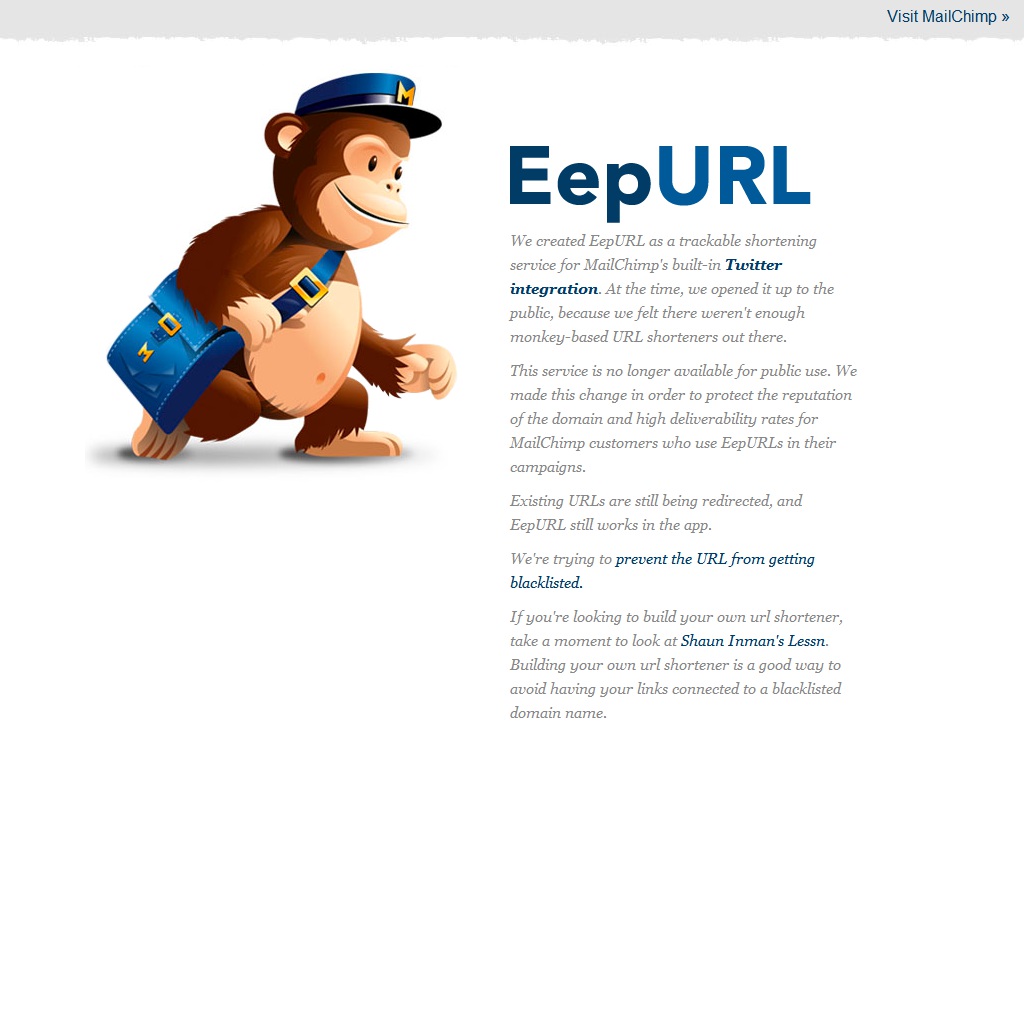 Visit MailChimp »
M
M
EepURL
We created EepURL as a trackable shortening
service for MailChimp's built-in Twitter
integration. At the time, we opened it up to the
public, because we felt there weren't enough
monkey-based URL shorteners out there.
This service is no longer available for public use. We
made this change in order to protect the reputation
of the domain and high deliverability rates for
MailChimp customers who use EepURLs in their
campaigns.
Existing URLs are still being redirected, and
EepURL still works in the app.
We're trying to prevent the URL from getting
blacklisted.
If you're looking to build your own url shortener,
take a moment to look at Shaun Inman's Lessn.
Building your own url shortener is a good way to
avoid having your links connected to a blacklisted
domain name.